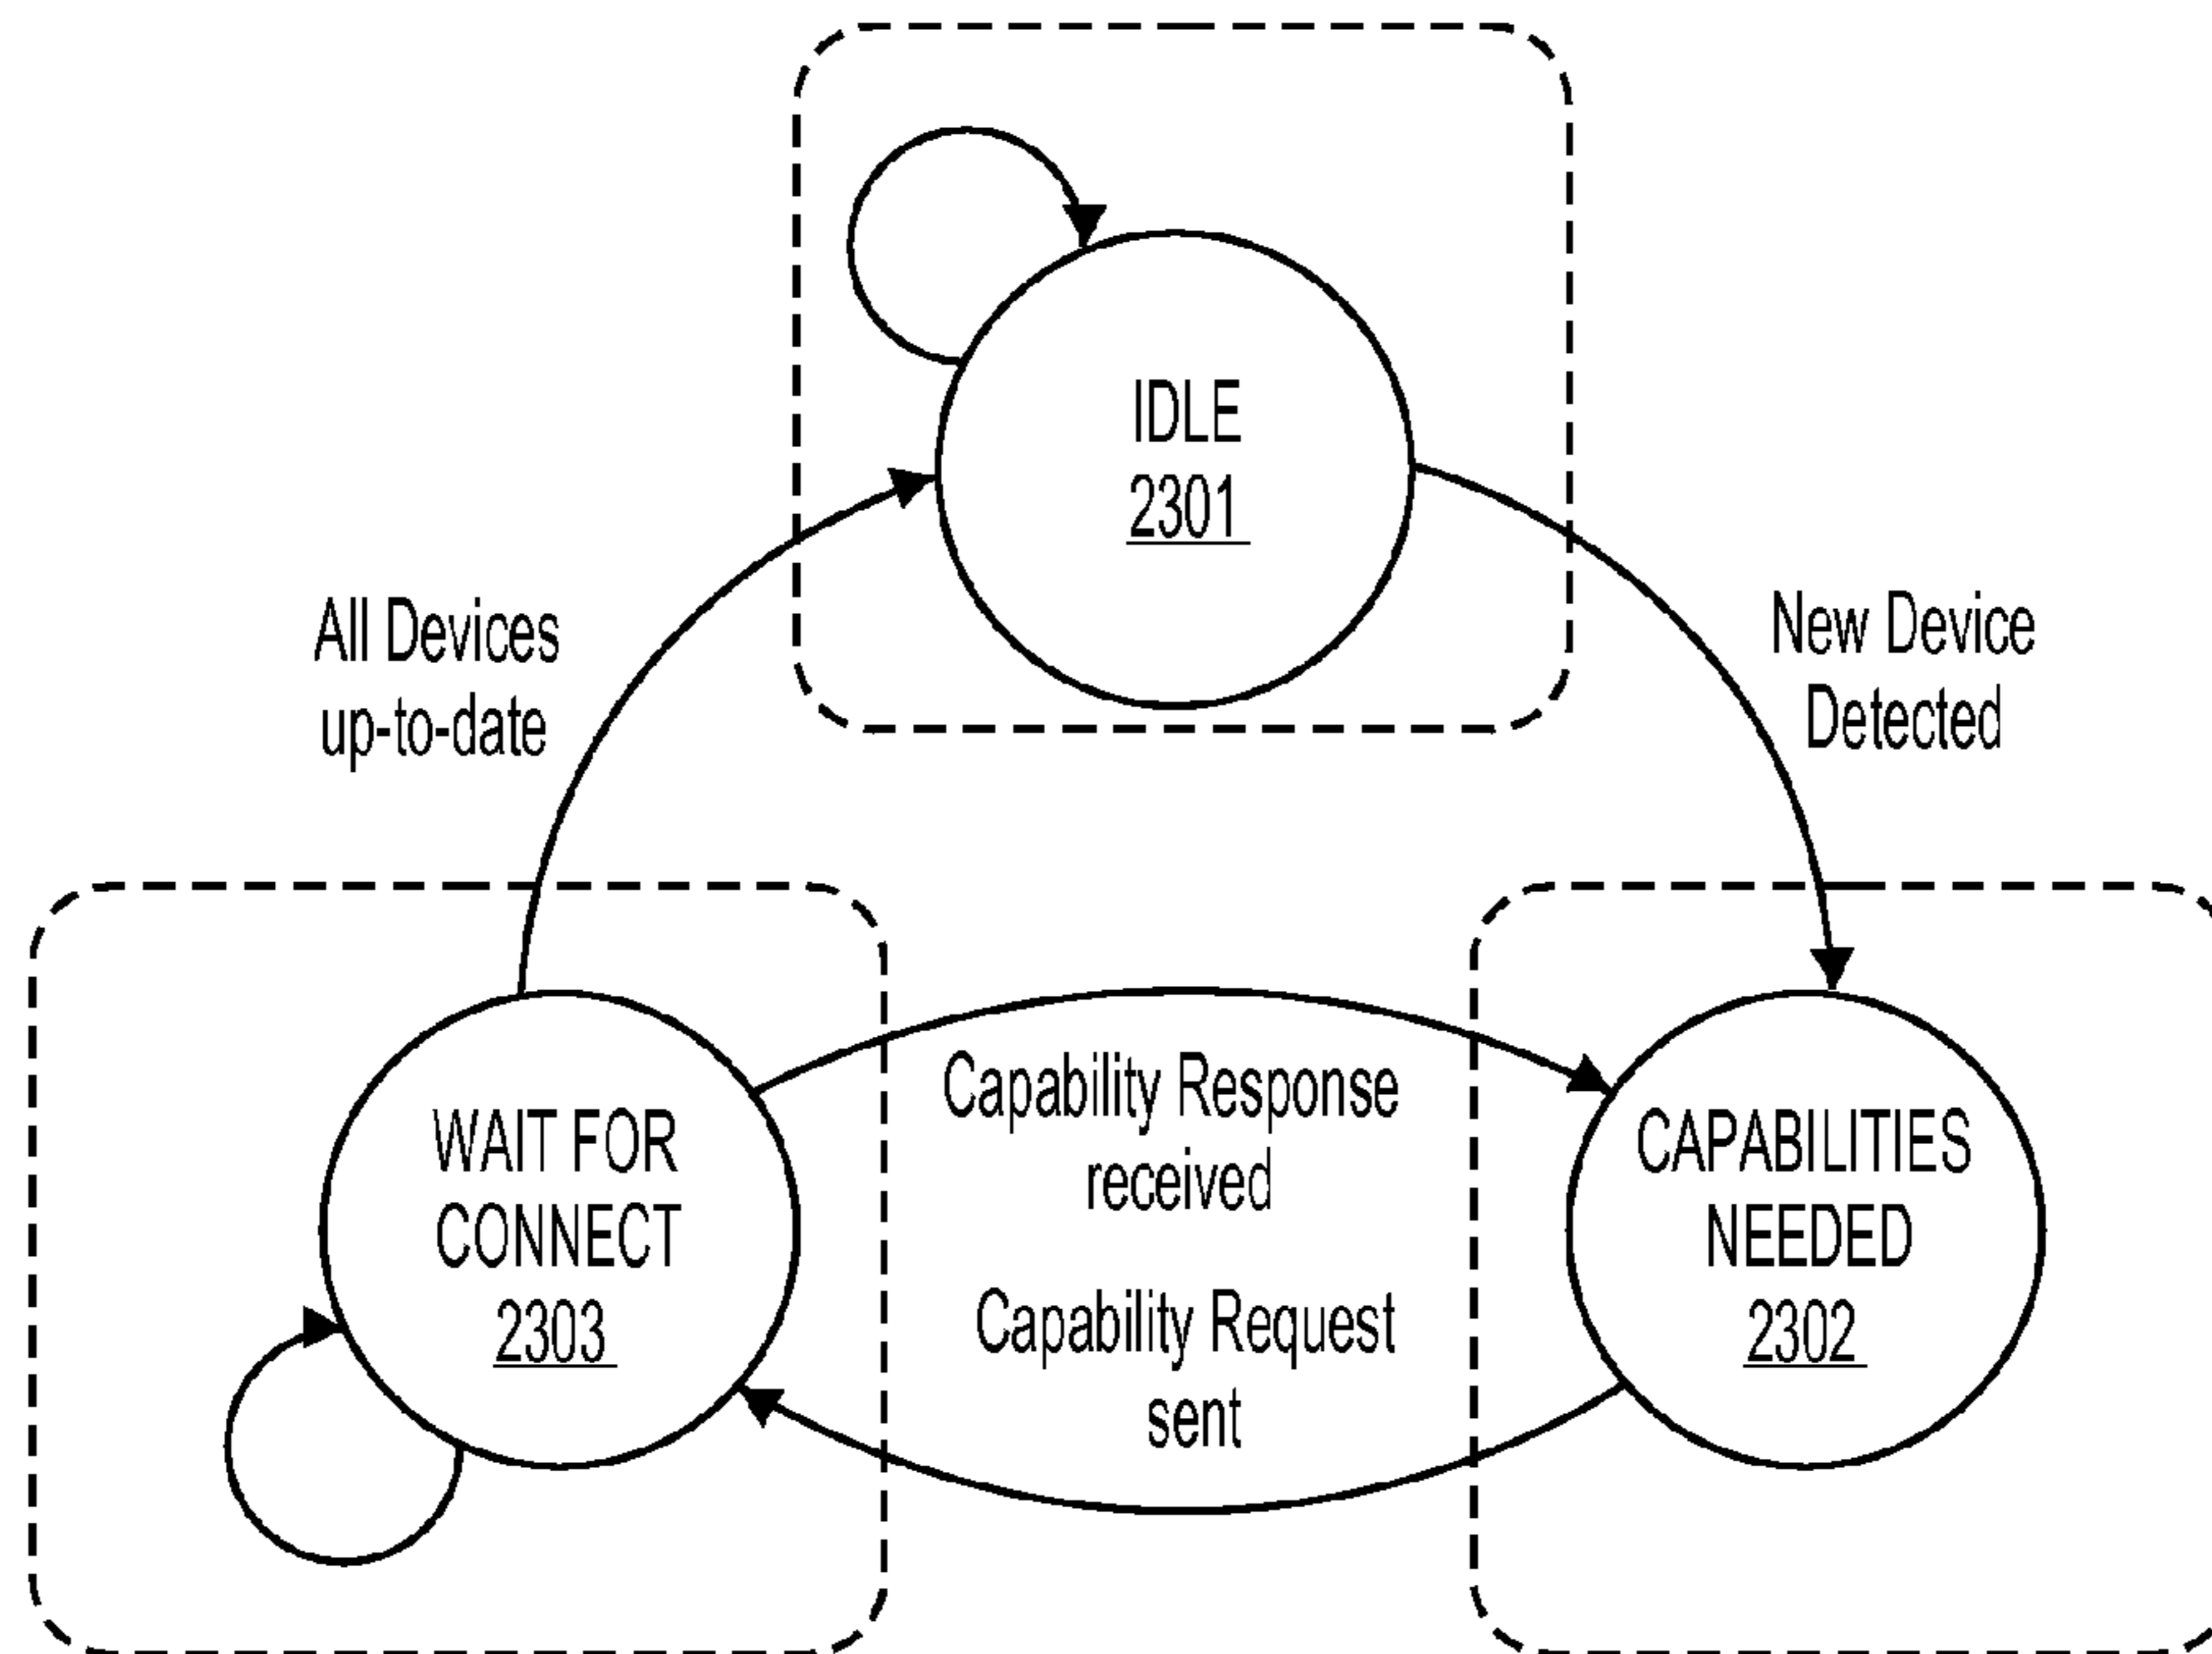 IDLE
2301
All Devices
up-to-date
New Device
Detected
WAIT FOR
CONNECT
2303
Capability Response
received
Capability Request
sent
CAPABILITIES
NEEDED
2302